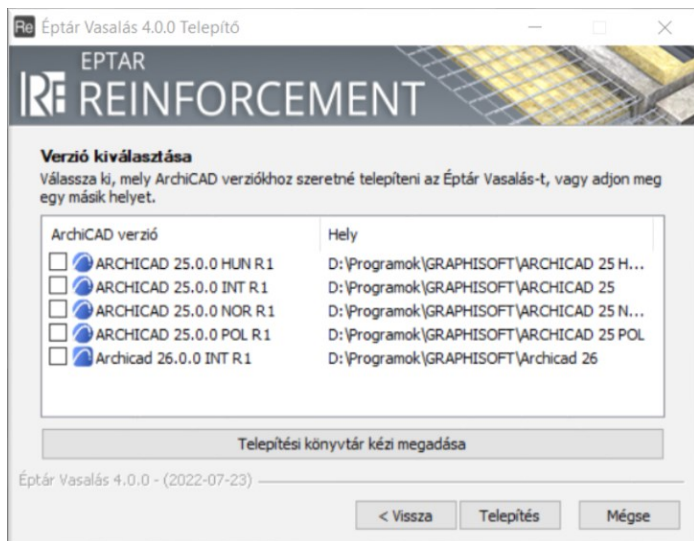 Re Éptár Vasalás 4.0.0 Telepítő
EPTAR
RE REINFORCEMENT
Verzió kiválasztása
Válassza ki, mely ArchiCAD verziókhoz szeretné telepíteni az Éptár Vasalás-t, vagy adjon meg
egy másik helyet.
ArchiCAD verzió Hely
ARCHICAD 25.0.0 HUN R1 D:\Programok\GRAPHISOFT\ARCHICAD 25 H...
ARCHICAD 25.0.0 INT R1 D:\Programok\GRAPHISOFT\ARCHICAD 25
ARCHICAD 25.0.0 NOR R1 D:\Programok\GRAPHISOFT\ARCHICAD 25 N...
ARCHICAD 25.0.0 POL R1 D:\Programok\GRAPHISOFT\ARCHICAD 25 POL
Archicad 26.0.0 INT R1 D:\Programok\GRAPHISOFT\Archicad 26
Telepítési könyvtár kézi megadása
Éptár Vasalás 4.0.0 - (2022-07-23)
< Vissza Telepítés Mégse